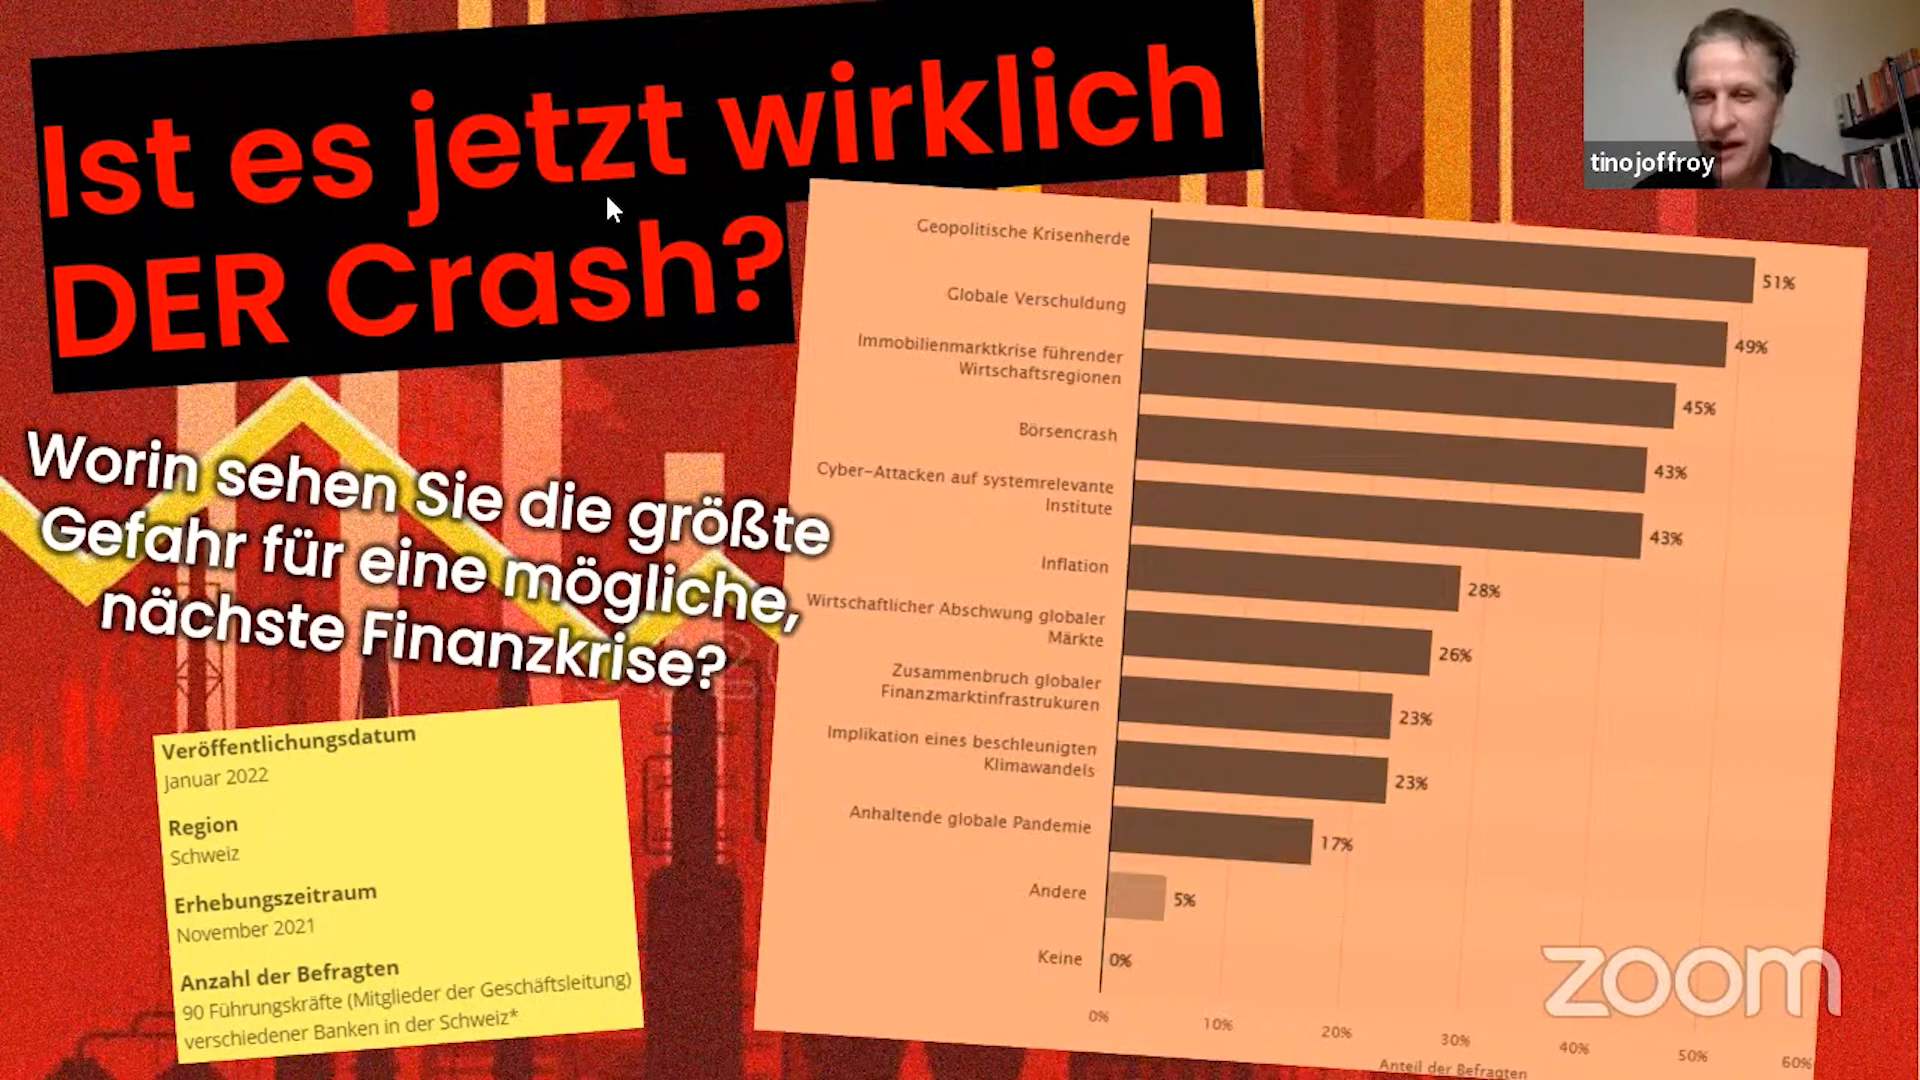 Ist es jetzt wirklich
DER Crash?
tinojoffroy
Worin sehen Sie die größte
Gefahr für eine mögliche,
nächste Finanzkrise?
Veröffentlichungsdatum
Januar 2022
Region
Schweiz
Erhebungszeitraum
November 2021
Anzahl der Befragten
90 Führungskräfte (Mitglieder der Geschäftsleitung)
verschiedener Banken in der Schweiz*
Geopolitische Krisenherde
51%
Globale Verschuldung
49%
Immobilienmarktkrise führender
Wirtschaftsregionen
45%
Börsencrash
43%
Cyber-Attacken auf systemrelevante
Institute
43%
Inflation
28%
Wirtschaftlicher Abschwung globaler
Märkte
26%
Zusammenbruch globaler
Finanzmarktinfrastrukuren
23%
Implikation eines beschleunigten
Klimawandels
23%
Anhaltende globale Pandemie
17%
Andere
5%
Keine
0%
0% 10% 20% 30% 40% 50% 60%
Anteil der Befragten
zoom